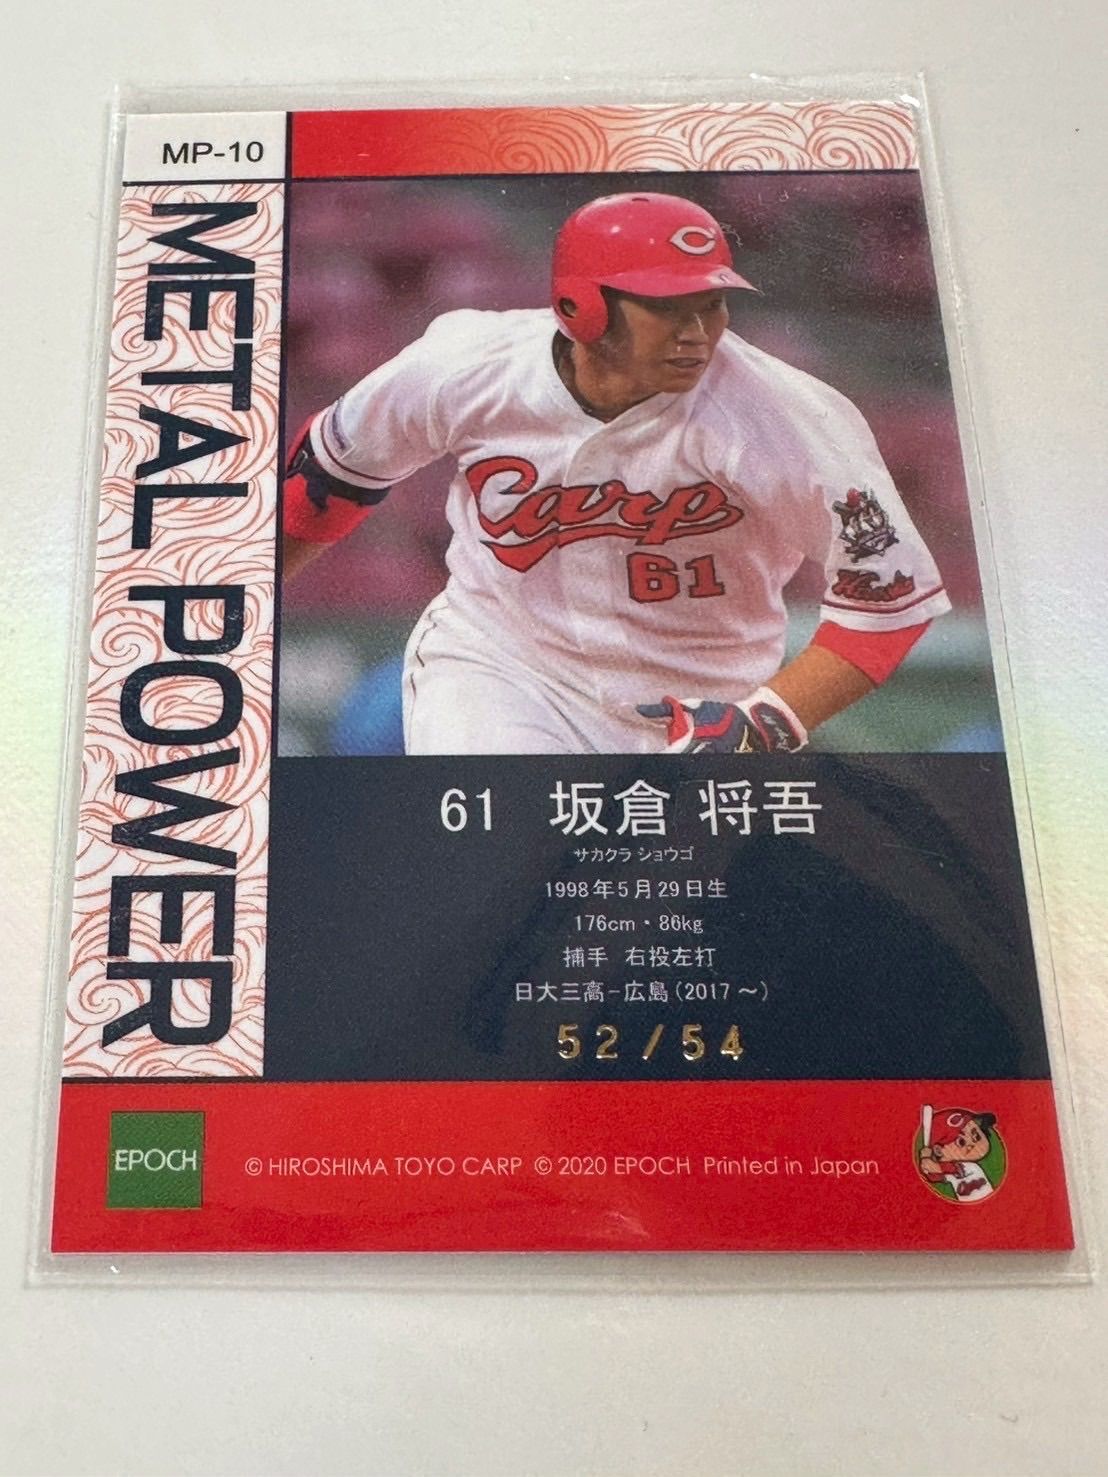 MP-10
METAL POWER
C
Carp
61
61 坂倉 将吾
サカクラ ショウゴ
1998年5月29日生
176cm・86kg
捕手 右投左打
日大三高-広島(2017〜)
52/54
EPOCH
© HIROSHIMA TOYO CARP © 2020 EPOCH Printed in Japan